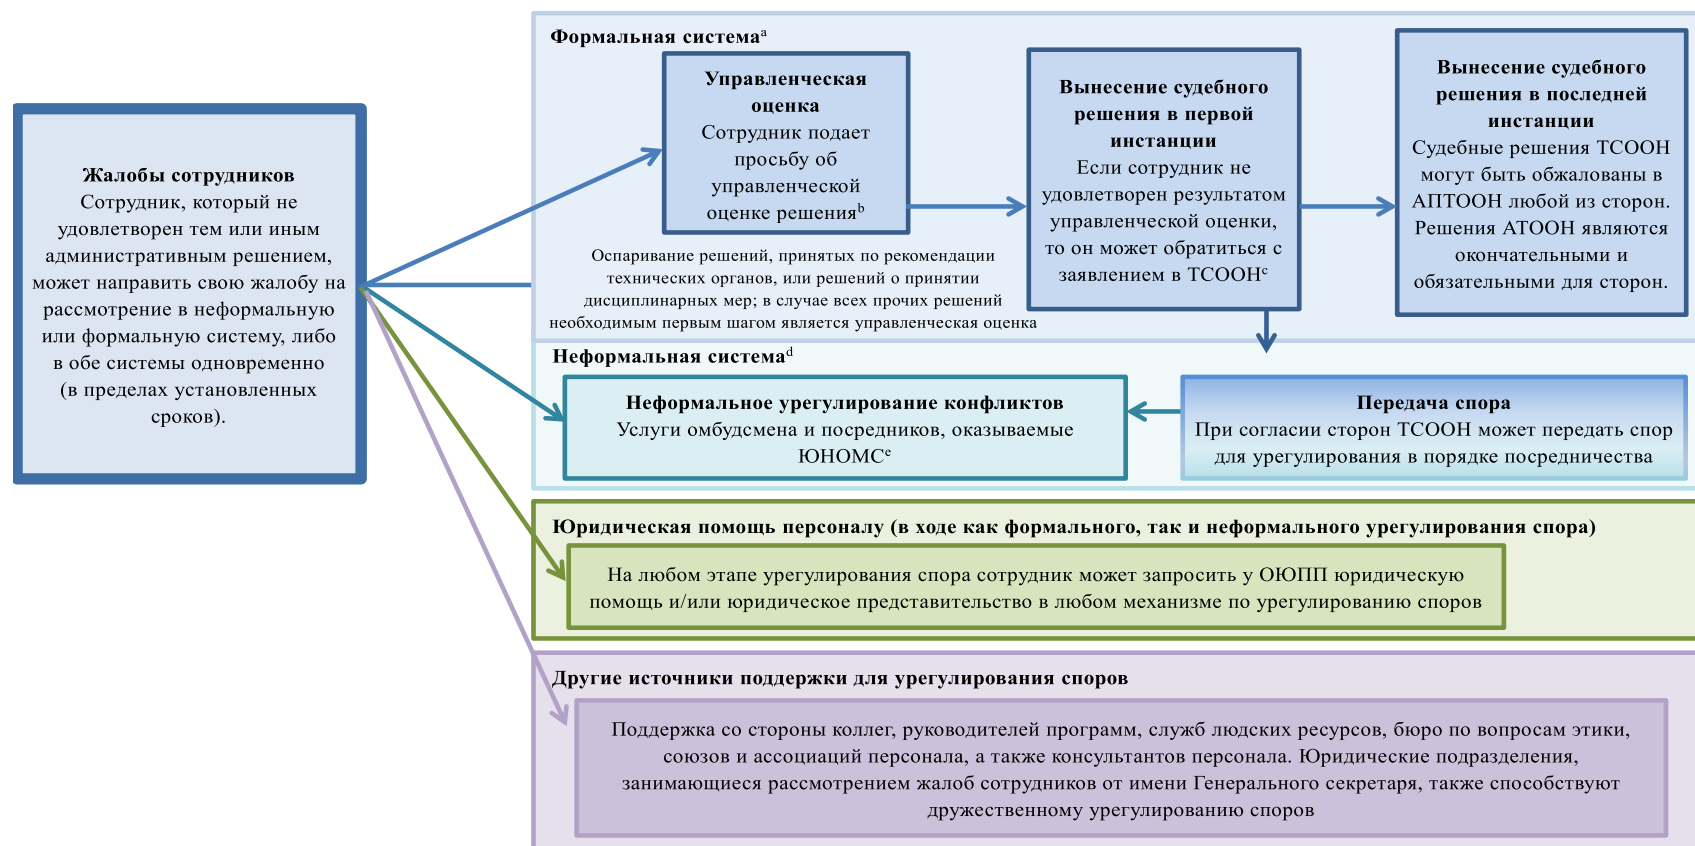 Жалобы сотрудников
Сотрудник, который не
удовлетворен тем или иным
административным решением,
может направить свою жалобу на
рассмотрение в неформальную
или формальную систему, либо
в обе системы одновременно
(в пределах установленных
сроков).
Формальная системаᵃ
Управленческая
оценка
Сотрудник подает
просьбу об
управленческой
оценке решенияᵇ
Вынесение судебного
решения в первой
инстанции
Если сотрудник не
удовлетворен результатом
управленческой оценки,
то он может обратиться с
заявлением в ТСООНᶜ
Вынесение судебного
решения в последней
инстанции
Судебные решения ТСООН
могут быть обжалованы в
АПТООН любой из сторон.
Решения АТООН являются
окончательными и
обязательными для сторон.
Оспаривание решений, принятых по рекомендации
технических органов, или решений о принятии
дисциплинарных мер; в случае всех прочих решений
необходимым первым шагом является управленческая оценка
Неформальная системаᵈ
Неформальное урегулирование конфликтов
Услуги омбудсмена и посредников, оказываемые
ЮНОМСᵉ
Передача спора
При согласии сторон ТСООН может передать спор
для урегулирования в порядке посредничества
Юридическая помощь персоналу (в ходе как формального, так и неформального урегулирования спора)
На любом этапе урегулирования спора сотрудник может запросить у ОЮПП юридическую
помощь и/или юридическое представительство в любом механизме по урегулированию споров
Другие источники поддержки для урегулирования споров
Поддержка со стороны коллег, руководителей программ, служб людских ресурсов, бюро по вопросам этики,
союзов и ассоциаций персонала, а также консультантов персонала. Юридические подразделения,
занимающиеся рассмотрением жалоб сотрудников от имени Генерального секретаря, также способствуют
дружественному урегулированию споров